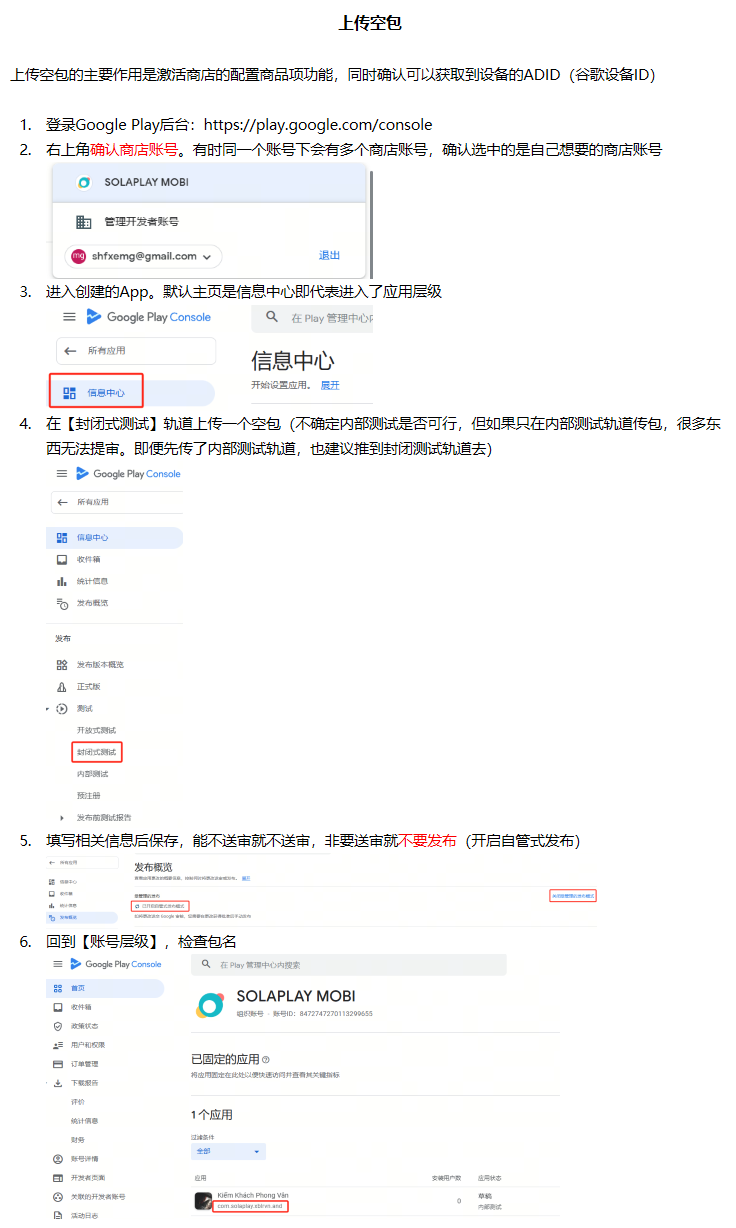 上传空包
上传空包的主要作用是激活商店的配置商品项功能，同时确认可以获取到设备的ADID（谷歌设备ID）
1. 登录Google Play后台：https://play.google.com/console
2. 右上角确认商店账号。有时同一个账号下会有多个商店账号，确认选中的是自己想要的商店账号
SOLAPLAY MOBI
管理开发者账号
mg shfxemg@gmail.com
退出
3. 进入创建的App。默认主页是信息中心即代表进入了应用层级
Google Play Console
在 Play 管理中心内
所有应用
信息中心
信息中心
开始设置应用。 展开
4. 在【封闭式测试】轨道上传一个空包（不确定内部测试是否可行，但如果只在内部测试轨道传包，很多东
西无法提审。即便先传了内部测试轨道，也建议推到封闭测试轨道去）
Google Play Console
所有应用
信息中心
收件箱
统计信息
发布概览
发布
发布版本概览
正式版
测试
开放式测试
封闭式测试
内部测试
预注册
发布前测试报告
5. 填写相关信息后保存，能不送审就不送审，非要送审就不要发布（开启自管式发布）
所有应用
发布概览
展开
信息中心
收件箱
统计信息
发布概览
6. 回到【账号层级】，检查包名
Google Play Console
在 Play 管理中心内搜索
首页
收件箱
政策状态
用户和权限
订单管理
下载报告
评价
统计信息
财务
账号详情
开发者页面
关联的开发者账号
活动日志
SOLAPLAY MOBI
组织账号 · 账号ID：8472747270113299655
已固定的应用
将应用固定在此处以便快速访问并查看其关键指标
1 个应用
过滤条件
全部
应用
安装用户数
应用状态
Kiếm Khách Phong Vân
com.solaplay.xbirvn.and
0
草稿
内部测试